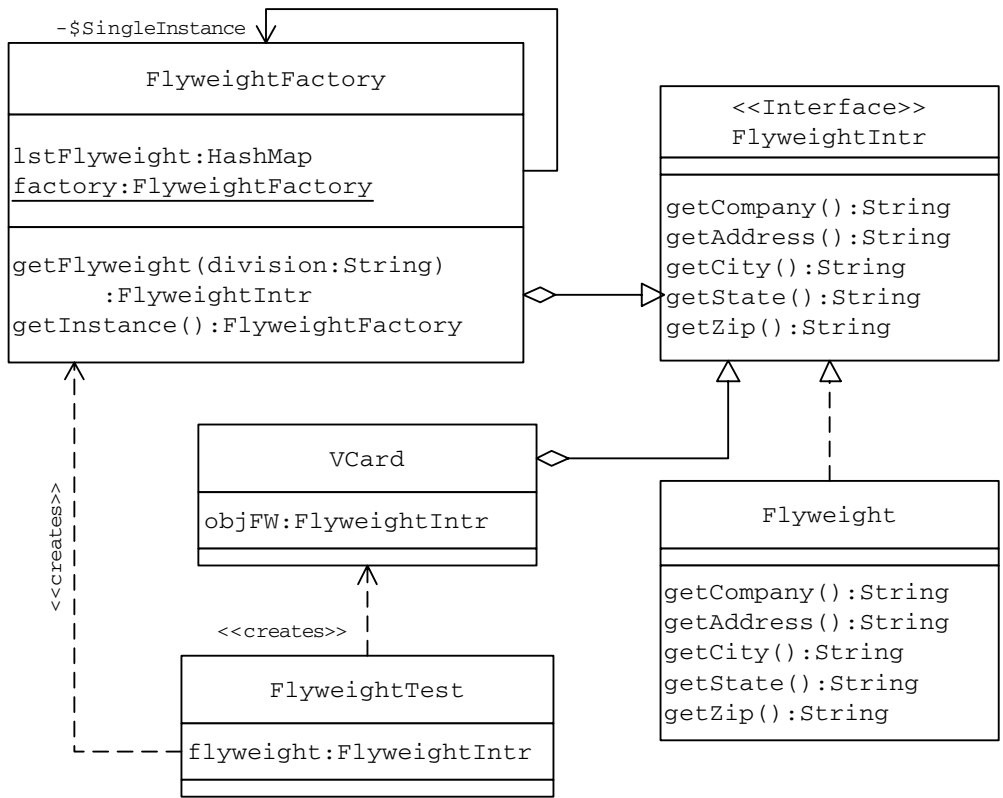 -$SingleInstance
FlyweightFactory
lstFlyweight:HashMap
factory:FlyweightFactory
getFlyweight(division:String)
:FlyweightIntr
getInstance():FlyweightFactory
<<Interface>>
FlyweightIntr
getCompany():String
getAddress():String
getCity():String
getState():String
getZip():String
VCard
objFW:FlyweightIntr
<<creates>>
<<creates>>
Flyweight
getCompany():String
getAddress():String
getCity():String
getState():String
getZip():String
FlyweightTest
flyweight:FlyweightIntr